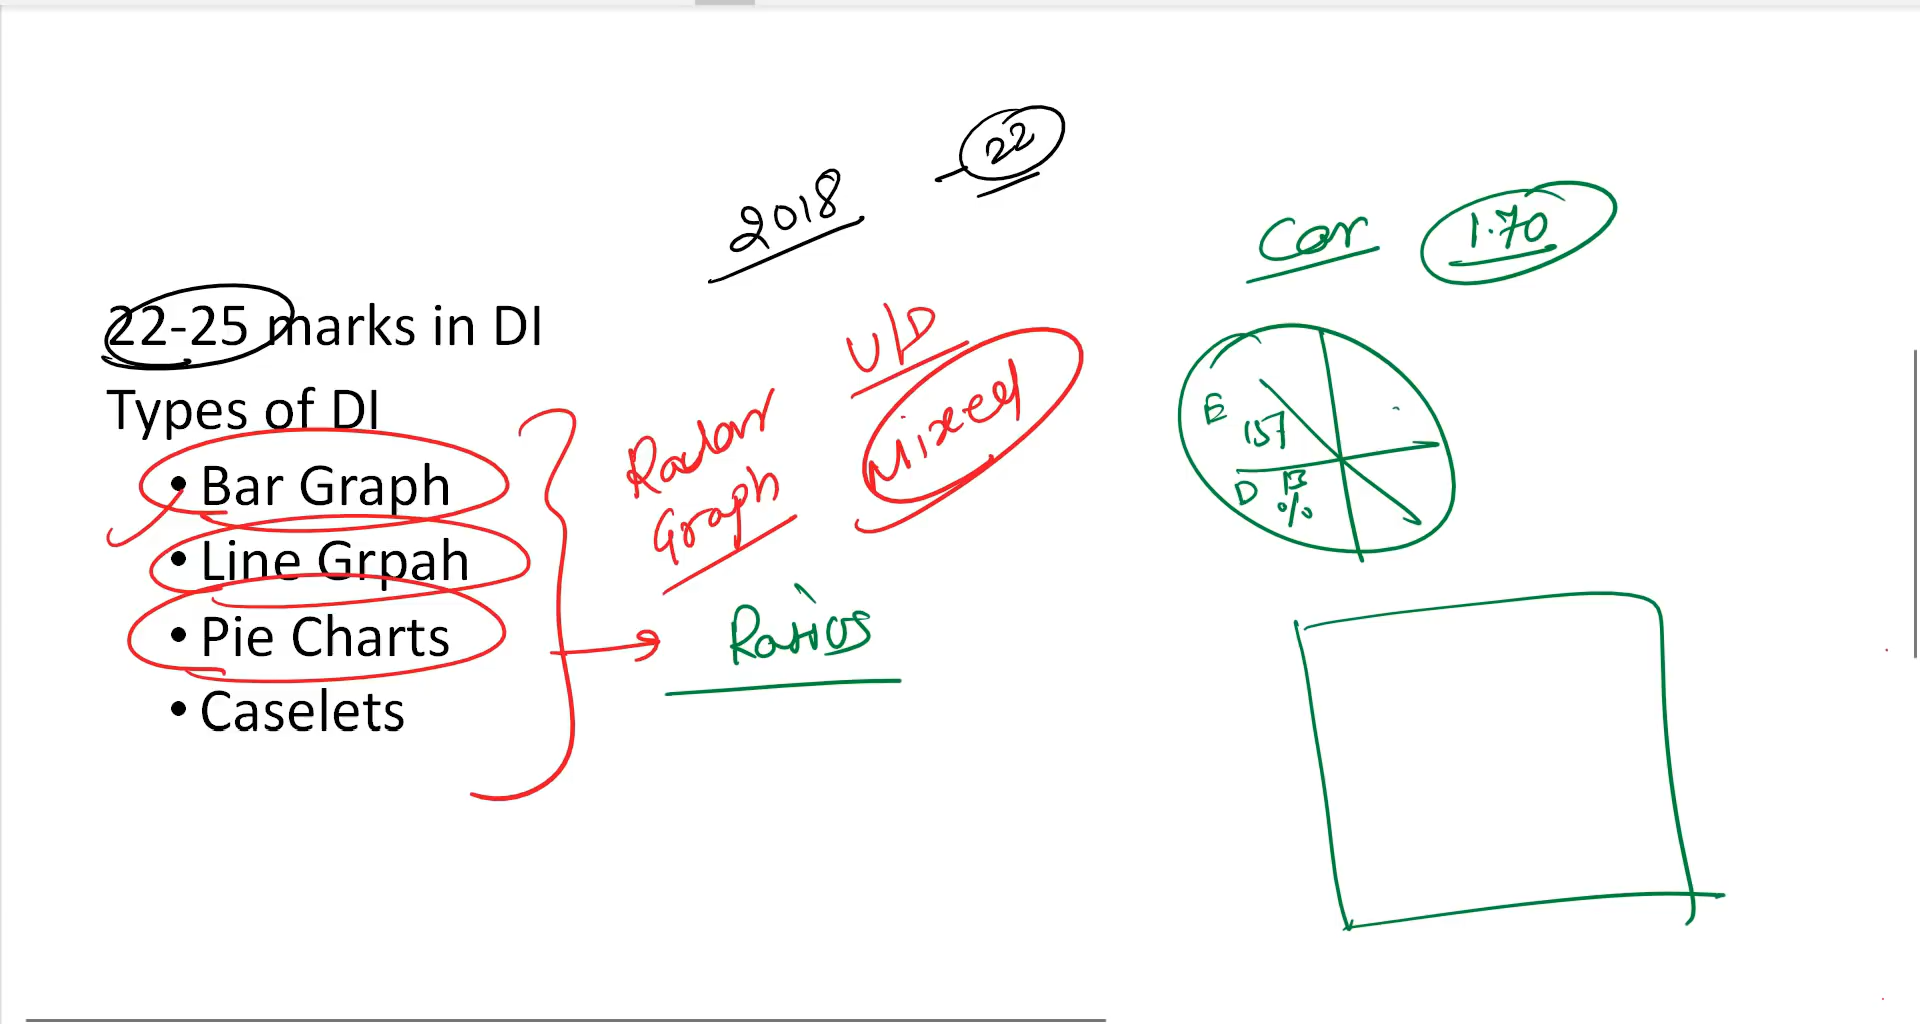 22
2018
Car 1.70
22-25 marks in DI
U/D
Types of DI
Radar
Graph
Mixed
• Bar Graph
• Line Grpah
• Pie Charts
• Caselets
Ratios
E
157
D 13
%